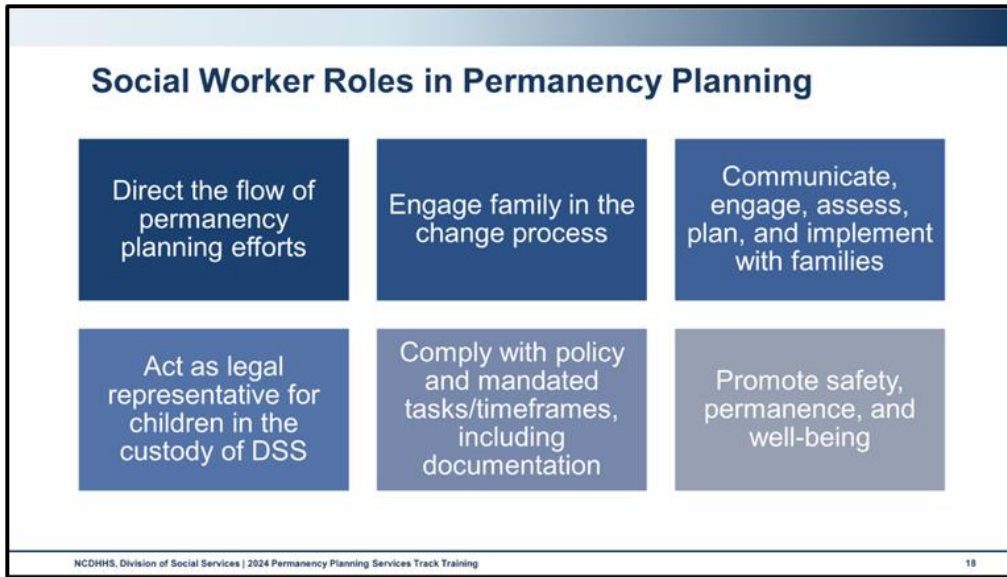 Social Worker Roles in Permanency Planning
Direct the flow of
permanency
planning efforts
Engage family in the
change process
Communicate,
engage, assess,
plan, and implement
with families
Act as legal
representative for
children in the
custody of DSS
Comply with policy
and mandated
tasks/timeframes,
including
documentation
Promote safety,
permanence, and
well-being
NCDHHS, Division of Social Services | 2024 Permanency Planning Services Track Training
18